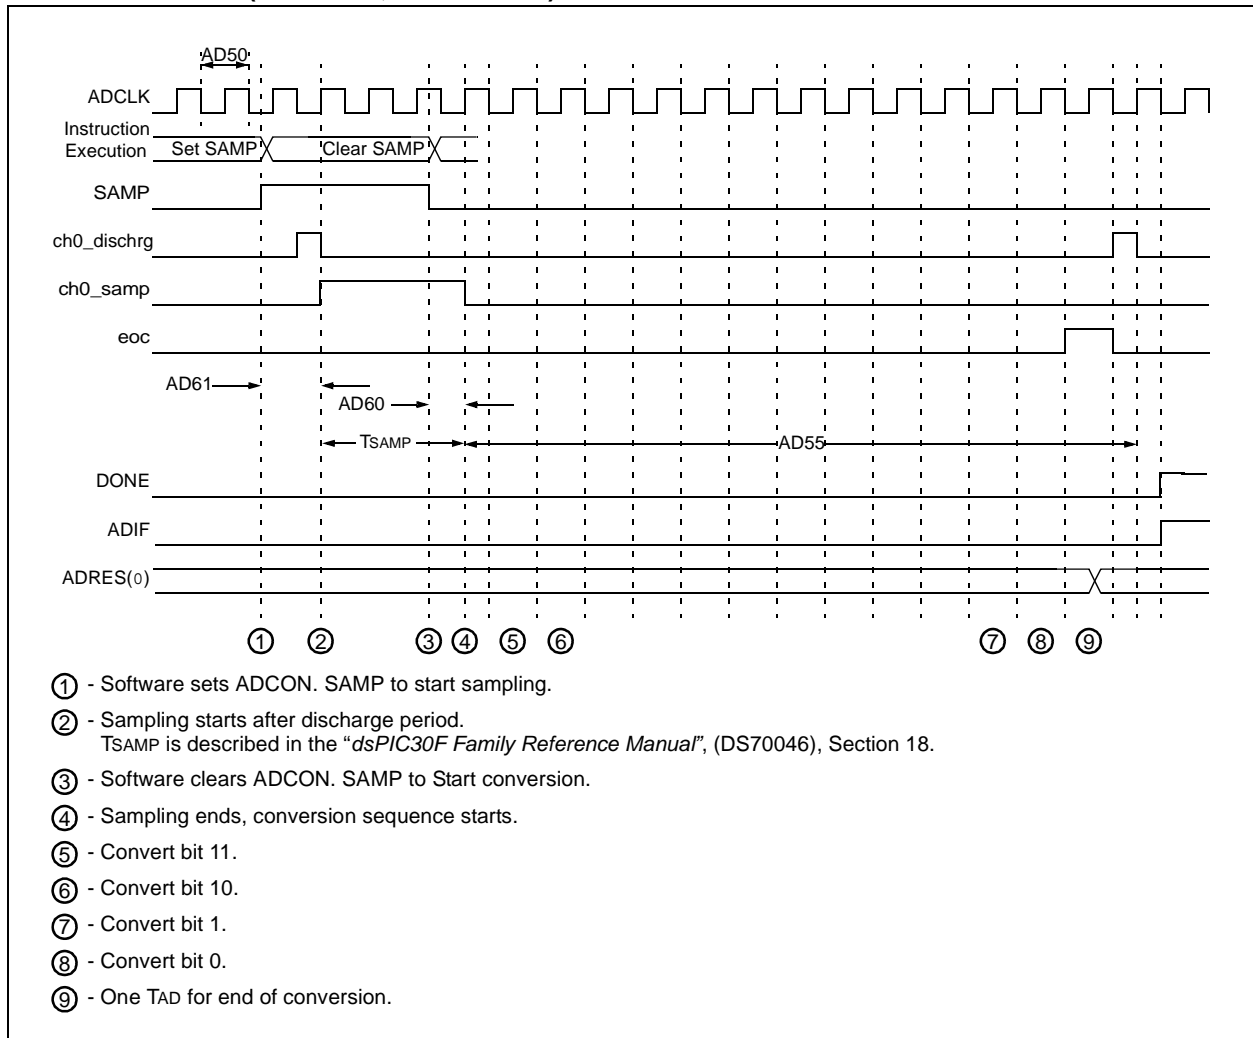 AD50
ADCLK
Instruction
Execution
Set SAMP
Clear SAMP
SAMP
ch0_dischrg
ch0_samp
eoc
AD61
AD60
TSAMP
AD55
DONE
ADIF
ADRES(0)
1 2 3 4 5 6 7 8 9
1 - Software sets ADCON. SAMP to start sampling.
2 - Sampling starts after discharge period.
TSAMP is described in the “dsPIC30F Family Reference Manual”, (DS70046), Section 18.
3 - Software clears ADCON. SAMP to Start conversion.
4 - Sampling ends, conversion sequence starts.
5 - Convert bit 11.
6 - Convert bit 10.
7 - Convert bit 1.
8 - Convert bit 0.
9 - One TAD for end of conversion.